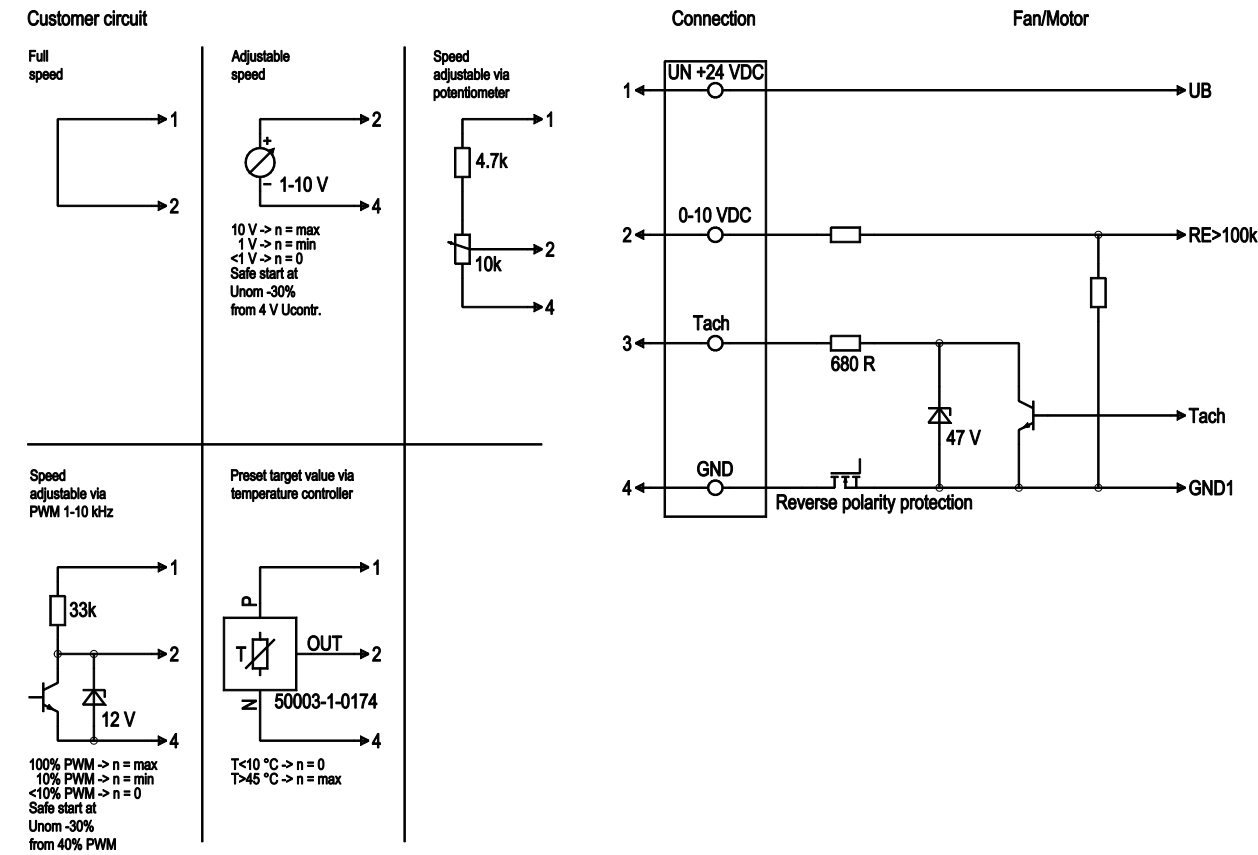 Customer circuit
Connection
Fan/Motor
Full
speed
1
2
Adjustable
speed
2
+
–
1-10 V
4
10 V -> n = max
1 V -> n = min
<1 V -> n = 0
Safe start at
Unom -30%
from 4 V Ucontr.
Speed
adjustable via
potentiometer
1
4.7k
2
10k
4
Speed
adjustable via
PWM 1-10 kHz
1
33k
2
12 V
4
100% PWM -> n = max
10% PWM -> n = min
<10% PWM -> n = 0
Safe start at
Unom -30%
from 40% PWM
Preset target value via
temperature controller
1
P
T
OUT
2
N
50003-1-0174
4
T<10 °C -> n = 0
T>45 °C -> n = max
UN +24 VDC
1
UB
0-10 VDC
2
RE>100k
Tach
3
680 R
Tach
47 V
GND
4
GND1
Reverse polarity protection